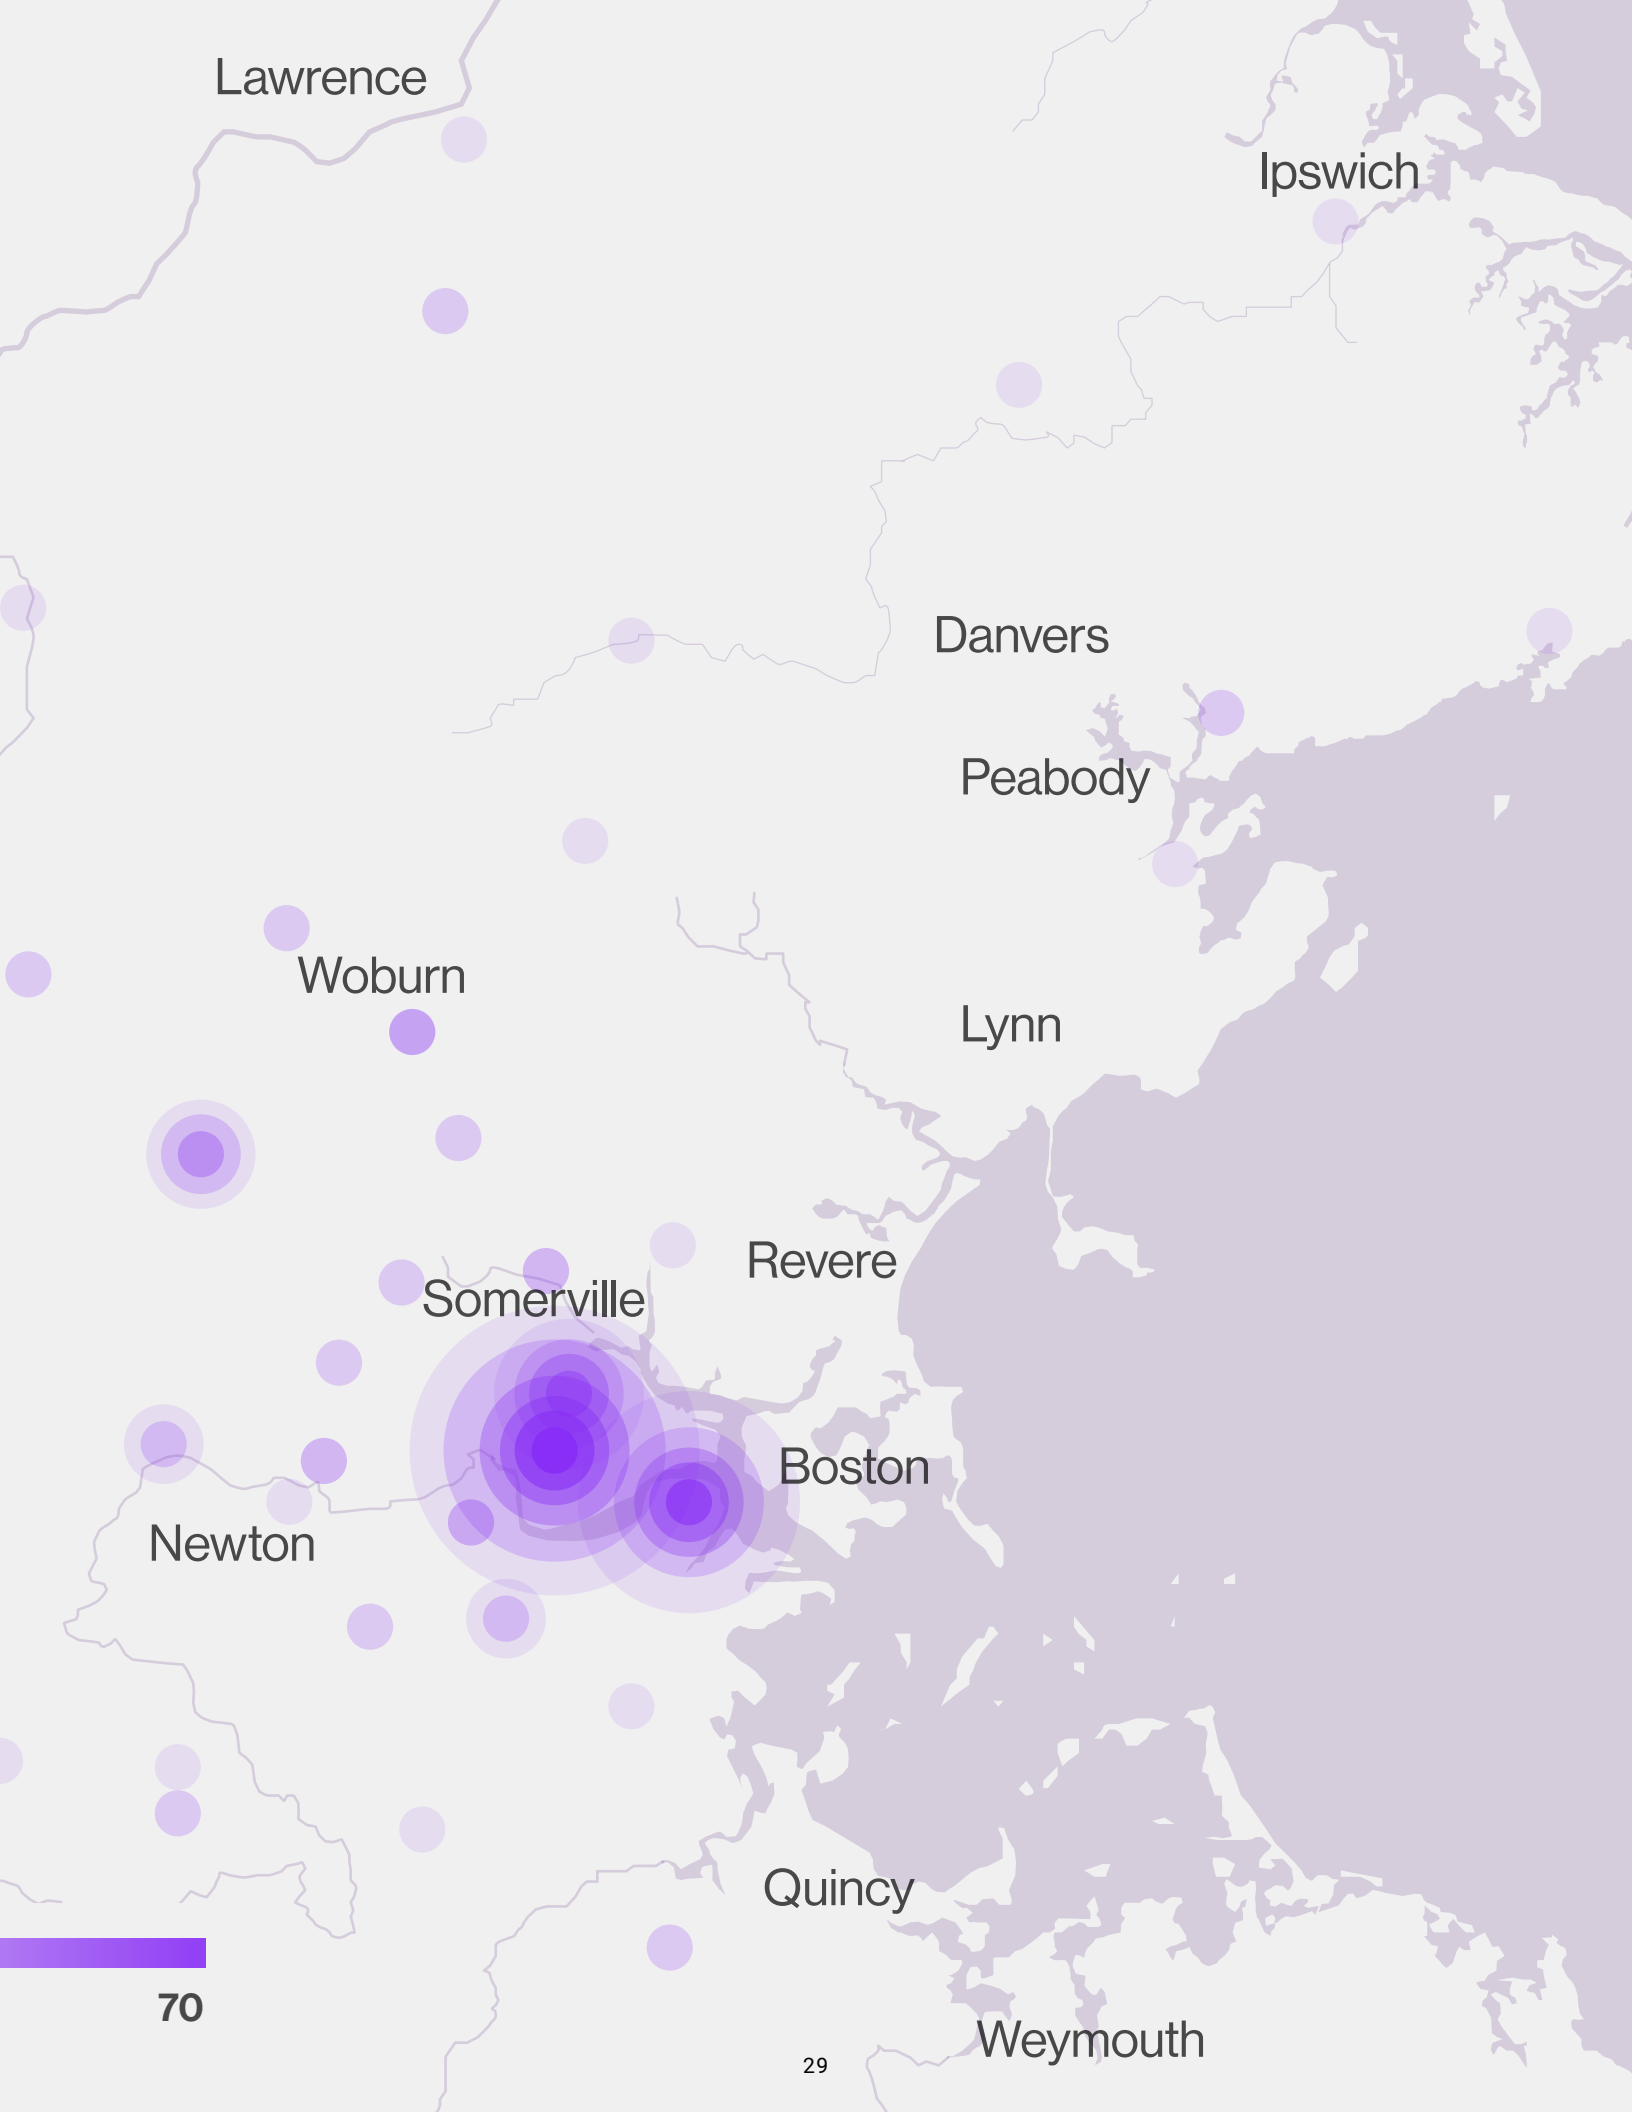 Lawrence
Ipswich
Danvers
Peabody
Woburn
Lynn
Revere
Somerville
Boston
Newton
Quincy
70
Weymouth
29